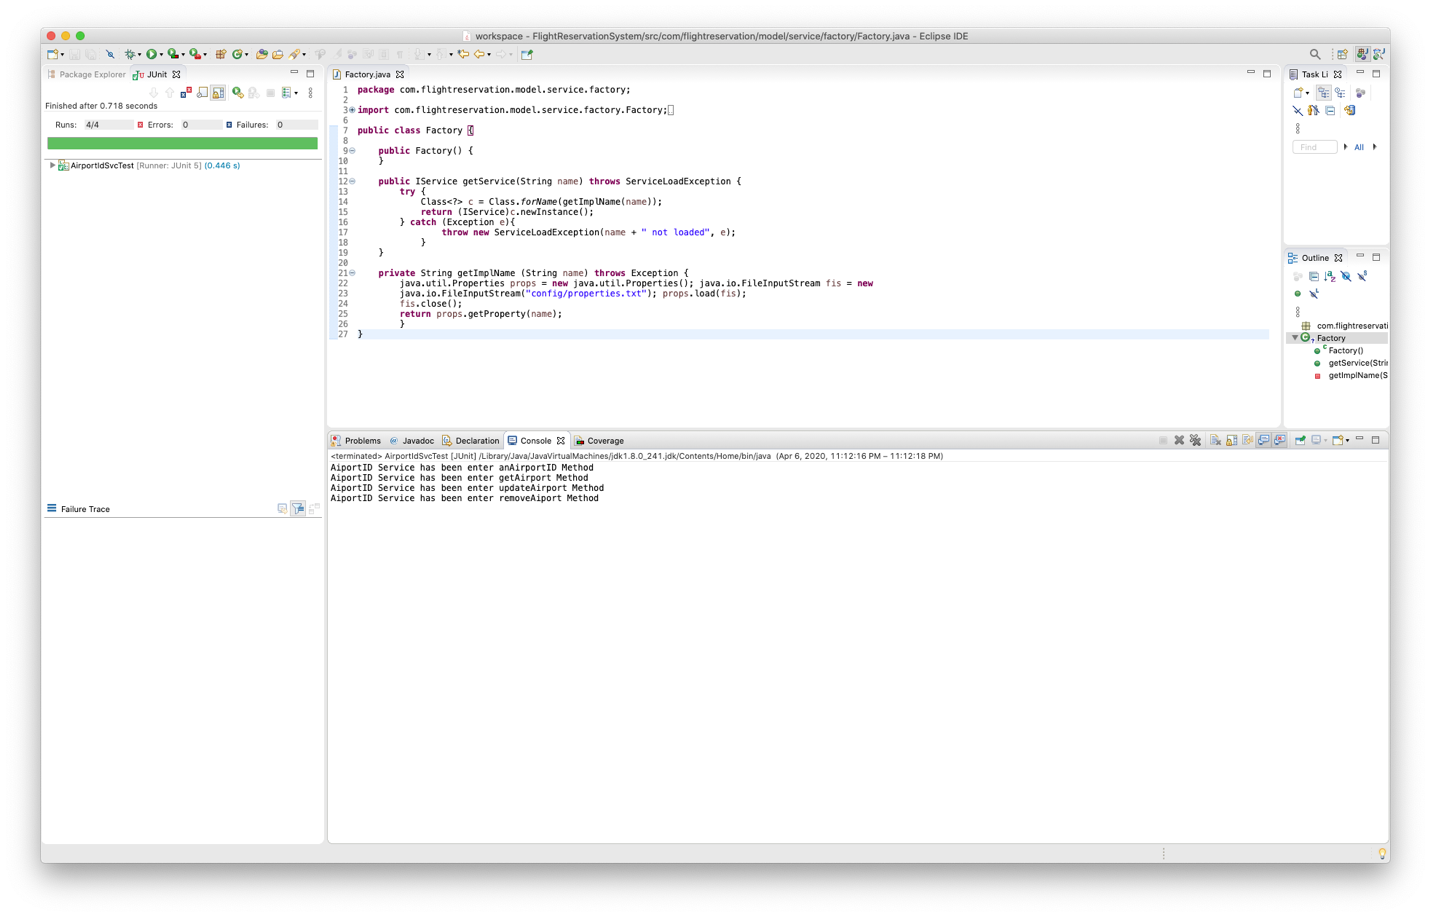 workspace - FlightReservationSystem/src/com/flightreservation/model/service/factory/Factory.java - Eclipse IDE
Package Explorer
JUnit
Finished after 0.718 seconds
Runs: 4/4
Errors: 0
Failures: 0
AirportIdSvcTest [Runner: JUnit 5] (0.446 s)
Failure Trace
Factory.java
1 package com.flightreservation.model.service.factory;
2
3 import com.flightreservation.model.service.factory.Factory;
6
7 public class Factory {
8
9 public Factory() {
10 }
11
12 public IService getService(String name) throws ServiceLoadException {
13 try {
14 Class<?> c = Class.forName(getImplName(name));
15 return (IService)c.newInstance();
16 } catch (Exception e){
17 throw new ServiceLoadException(name + " not loaded", e);
18 }
19 }
20
21 private String getImplName (String name) throws Exception {
22 java.util.Properties props = new java.util.Properties(); java.io.FileInputStream fis = new
23 java.io.FileInputStream("config/properties.txt"); props.load(fis);
24 fis.close();
25 return props.getProperty(name);
26 }
27 }
Task Li
Find
All
Outline
com.flightreservati
Factory
Factory()
getService(Stri
getImplName(S
Problems
Javadoc
Declaration
Console
Coverage
<terminated> AirportIdSvcTest [JUnit] /Library/Java/JavaVirtualMachines/jdk1.8.0_241.jdk/Contents/Home/bin/java (Apr 6, 2020, 11:12:16 PM – 11:12:18 PM)
AiportID Service has been enter anAirportID Method
AiportID Service has been enter getAirport Method
AiportID Service has been enter updateAirport Method
AiportID Service has been enter removeAiport Method